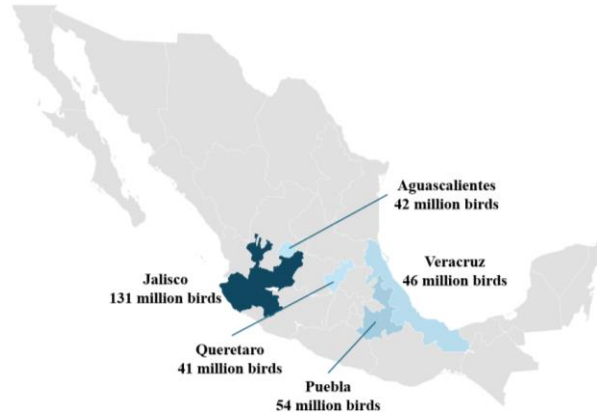 Aguascalientes
42 million birds
Veracruz
46 million birds
Jalisco
131 million birds
Queretaro
41 million birds
Puebla
54 million birds